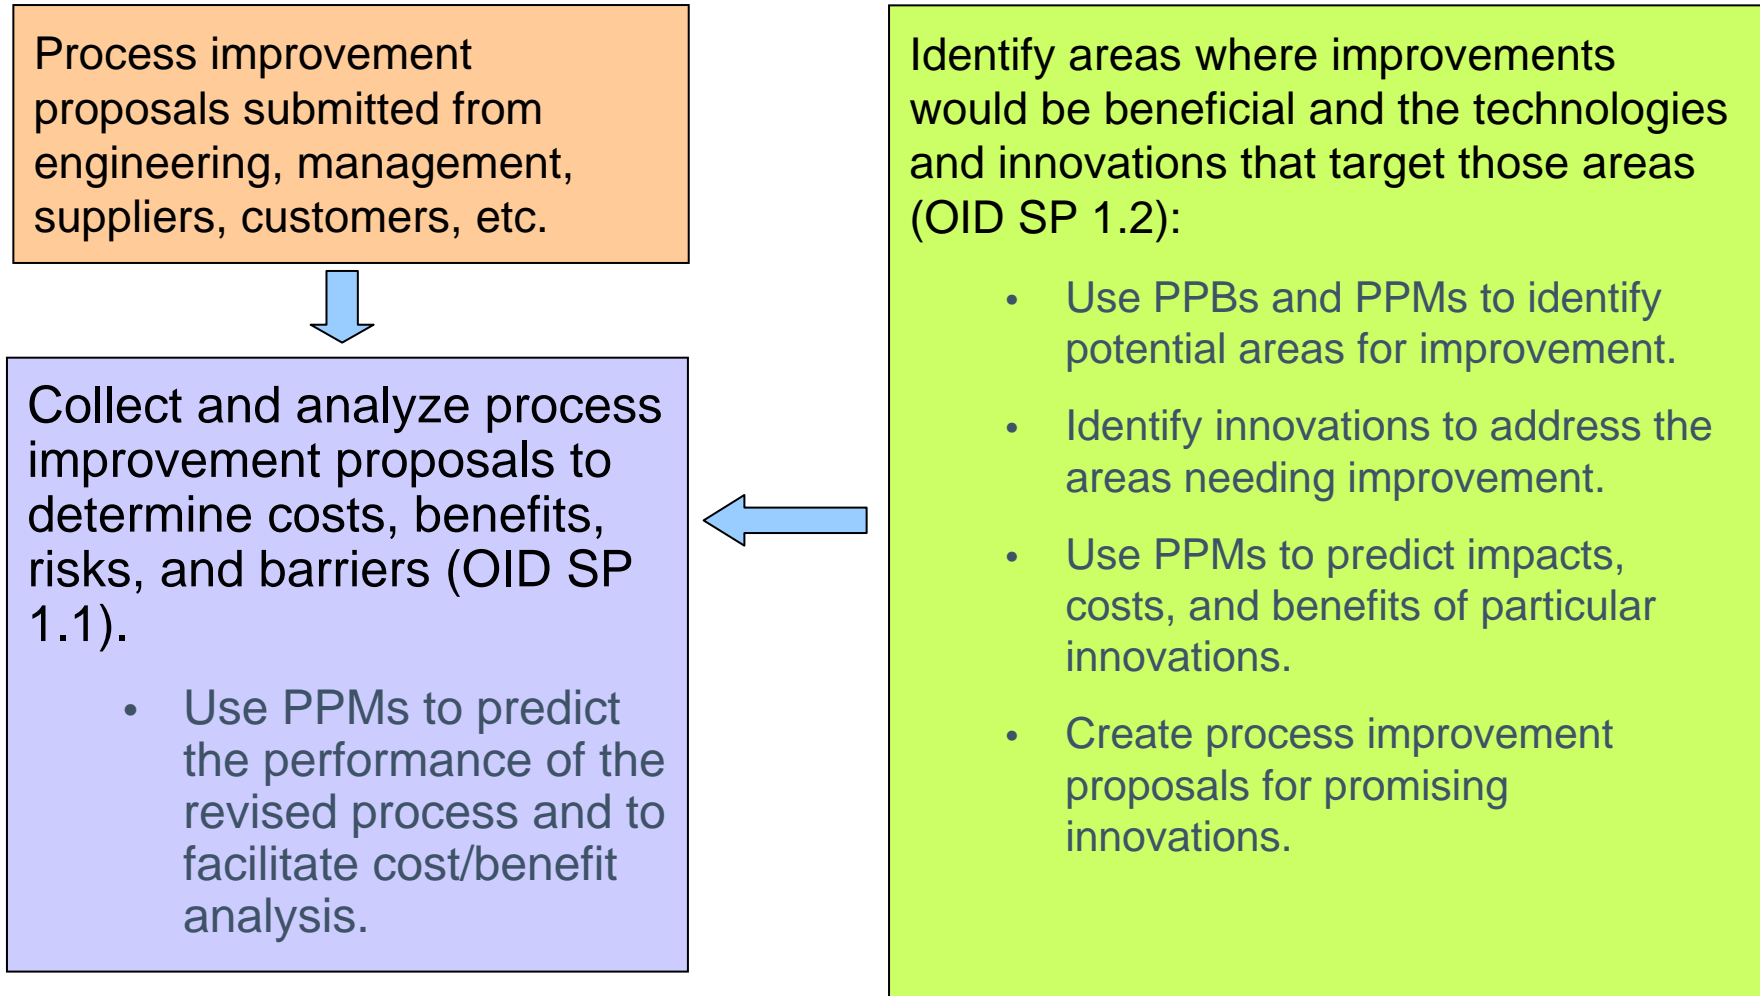 Process improvement
proposals submitted from
engineering, management,
suppliers, customers, etc.
Collect and analyze process
improvement proposals to
determine costs, benefits,
risks, and barriers (OID SP
1.1).
• Use PPMs to predict
the performance of the
revised process and to
facilitate cost/benefit
analysis.
Identify areas where improvements
would be beneficial and the technologies
and innovations that target those areas
(OID SP 1.2):
• Use PPBs and PPMs to identify
potential areas for improvement.
• Identify innovations to address the
areas needing improvement.
• Use PPMs to predict impacts,
costs, and benefits of particular
innovations.
• Create process improvement
proposals for promising
innovations.